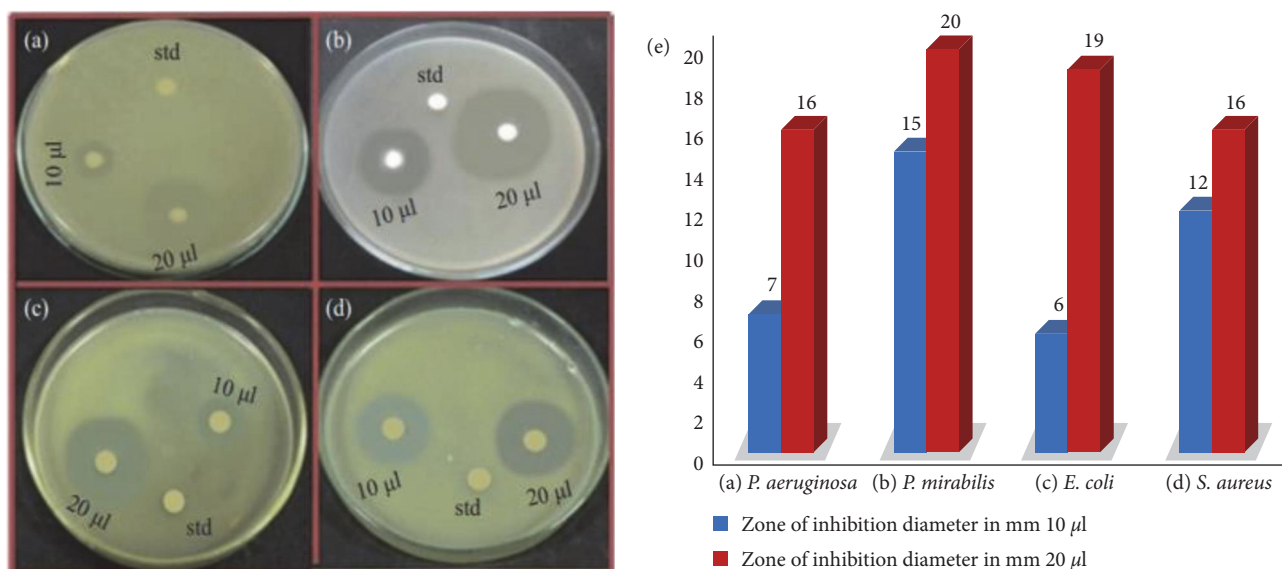 (a)
std
10 µl
20 µl
(b)
std
10 µl
20 µl
(c)
10 µl
20 µl
std
(d)
10 µl
std
20 µl
(e)
20
18
16
14
12
10
8
6
4
2
0
7
16
15
20
6
19
12
16
(a) P. aeruginosa (b) P. mirabilis (c) E. coli (d) S. aureus
Zone of inhibition diameter in mm 10 µl
Zone of inhibition diameter in mm 20 µl